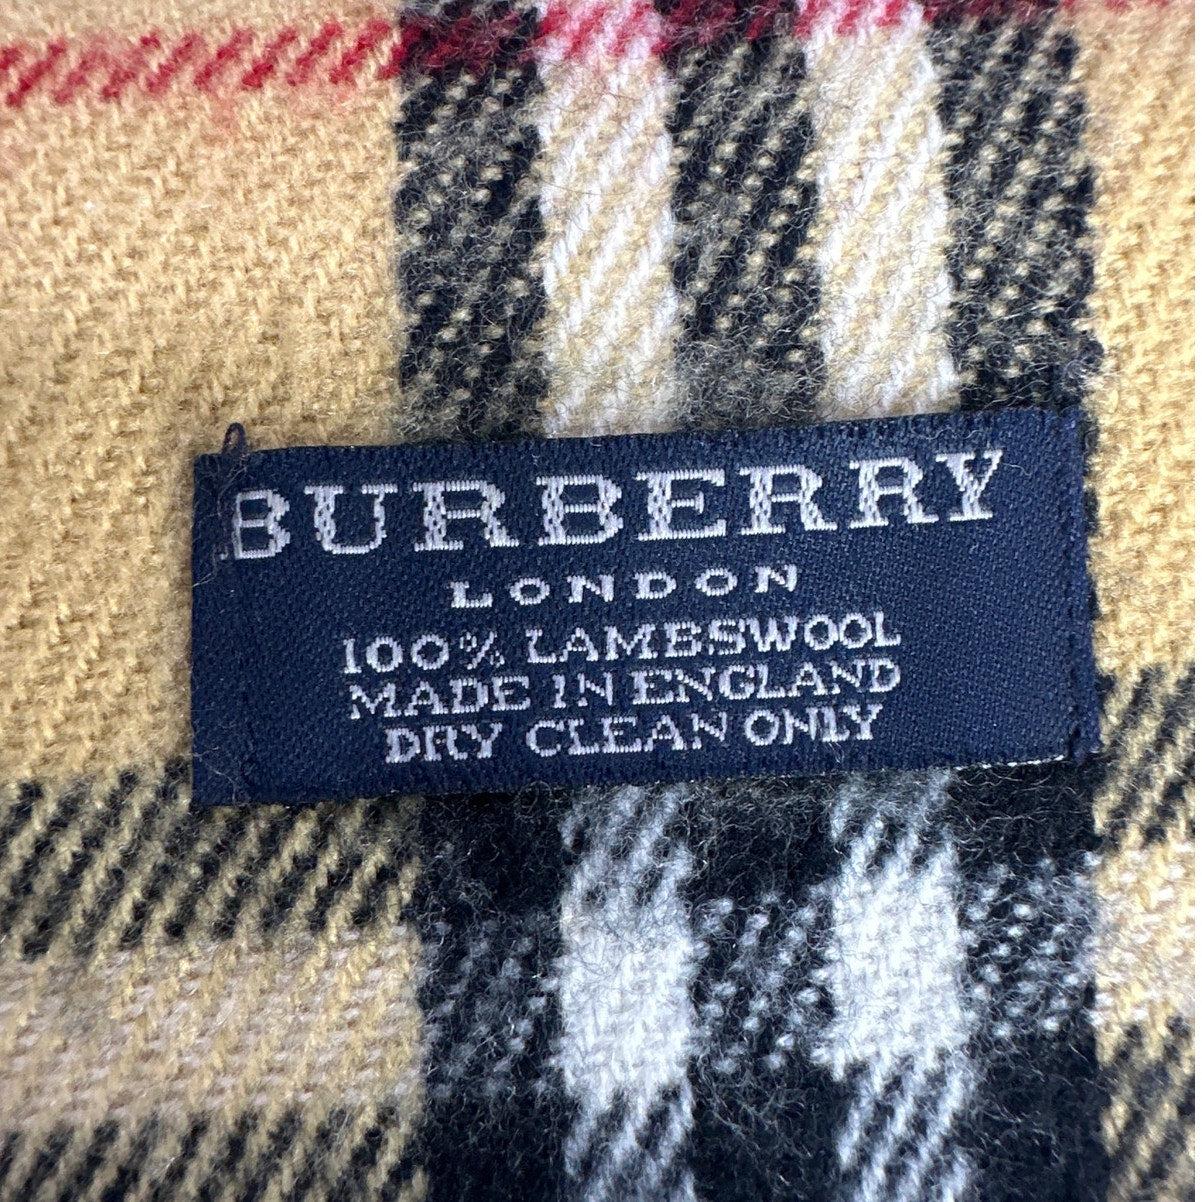 BURBERRY
LONDON
100% LAMBSWOOL
MADE IN ENGLAND
DRY CLEAN ONLY